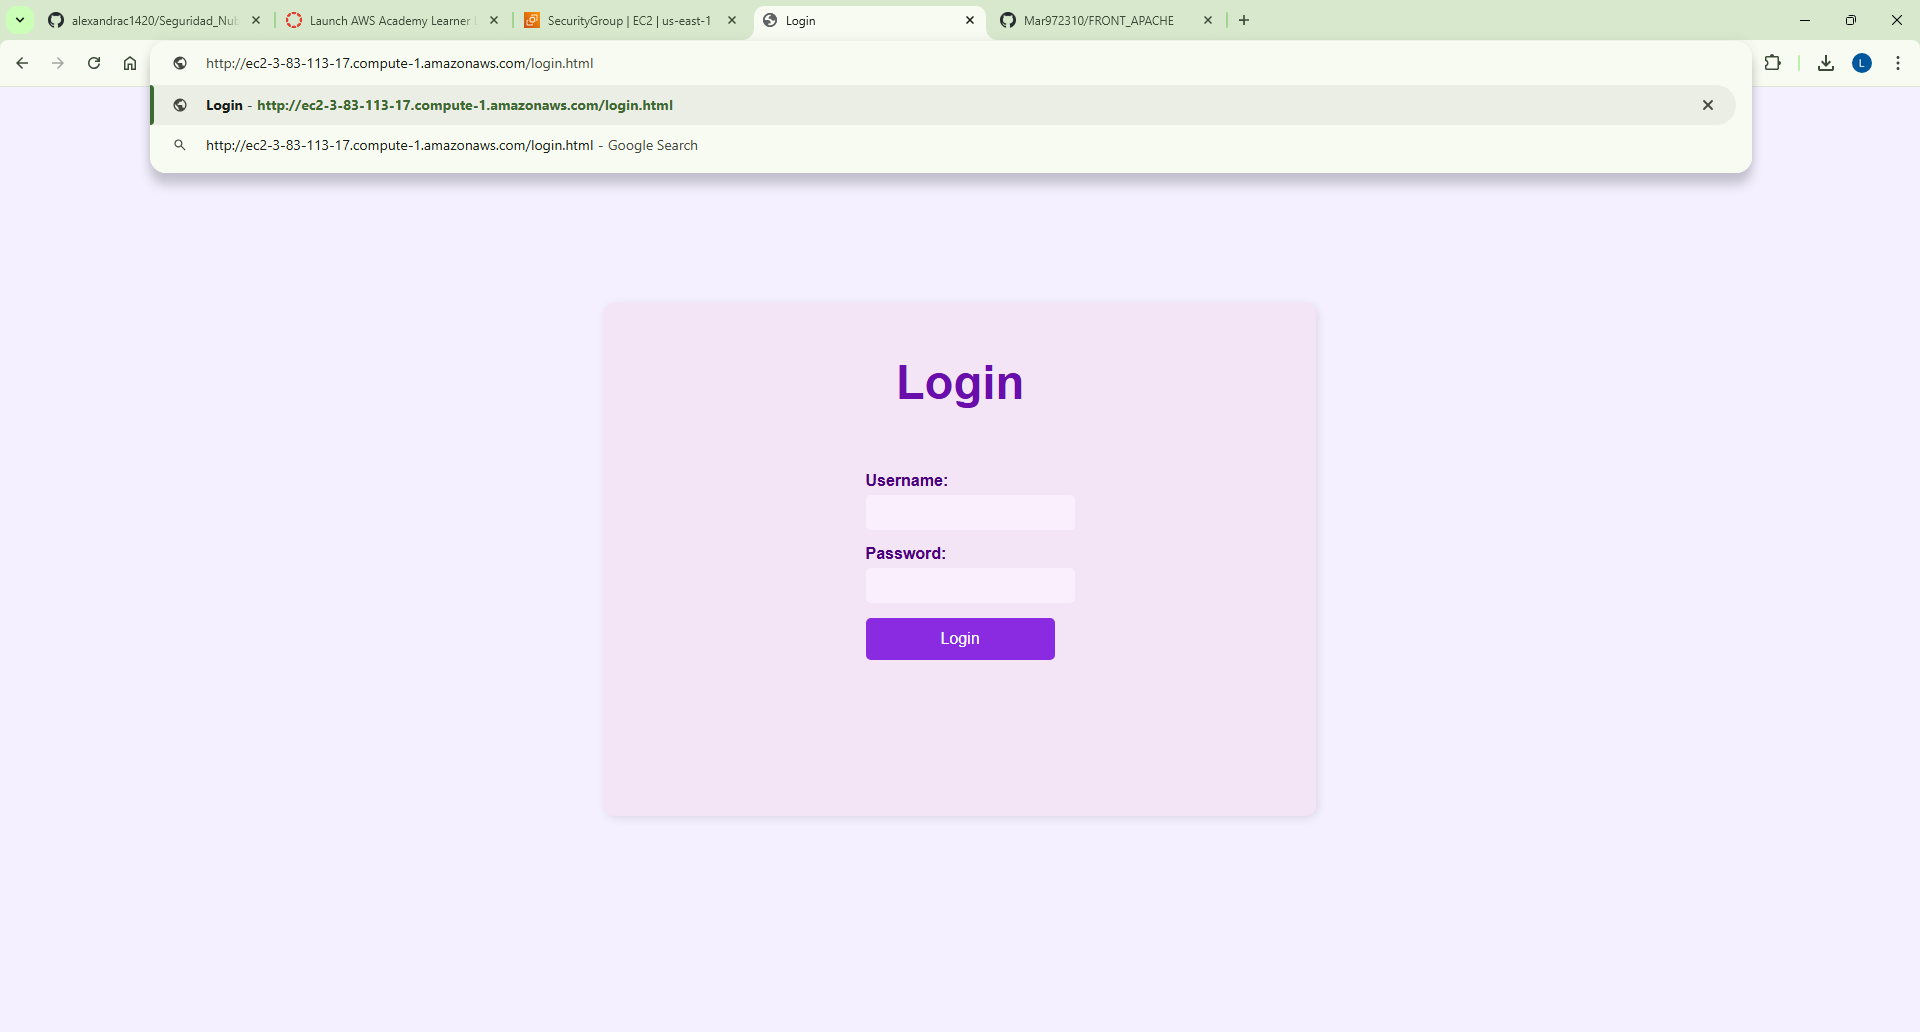 alexandrac1420/Seguridad_Nub
Launch AWS Academy Learner L
SecurityGroup | EC2 | us-east-1
Login
Mar972310/FRONT_APACHE
http://ec2-3-83-113-17.compute-1.amazonaws.com/login.html
L
Login - http://ec2-3-83-113-17.compute-1.amazonaws.com/login.html
http://ec2-3-83-113-17.compute-1.amazonaws.com/login.html - Google Search
Login
Username:
Password:
Login